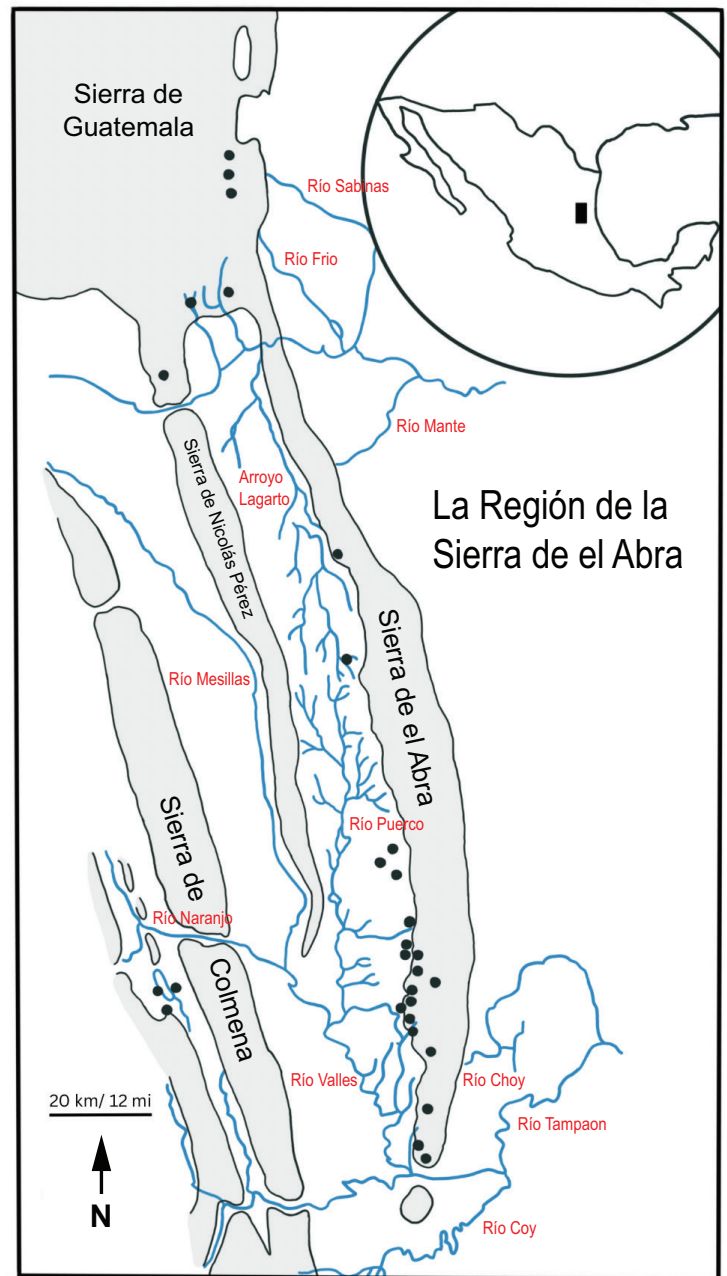 Sierra de
Guatemala
Río Sabinas
Río Frio
Río Mante
Sierra de Nicolás Pérez
Arroyo
Lagarto
La Región de la
Sierra de el Abra
Sierra de el Abra
Río Mesillas
Sierra de
Río Puerco
Río Naranjo
Colmena
Río Valles
Río Choy
20 km/ 12 mi
Río Tampaon
N
Río Coy